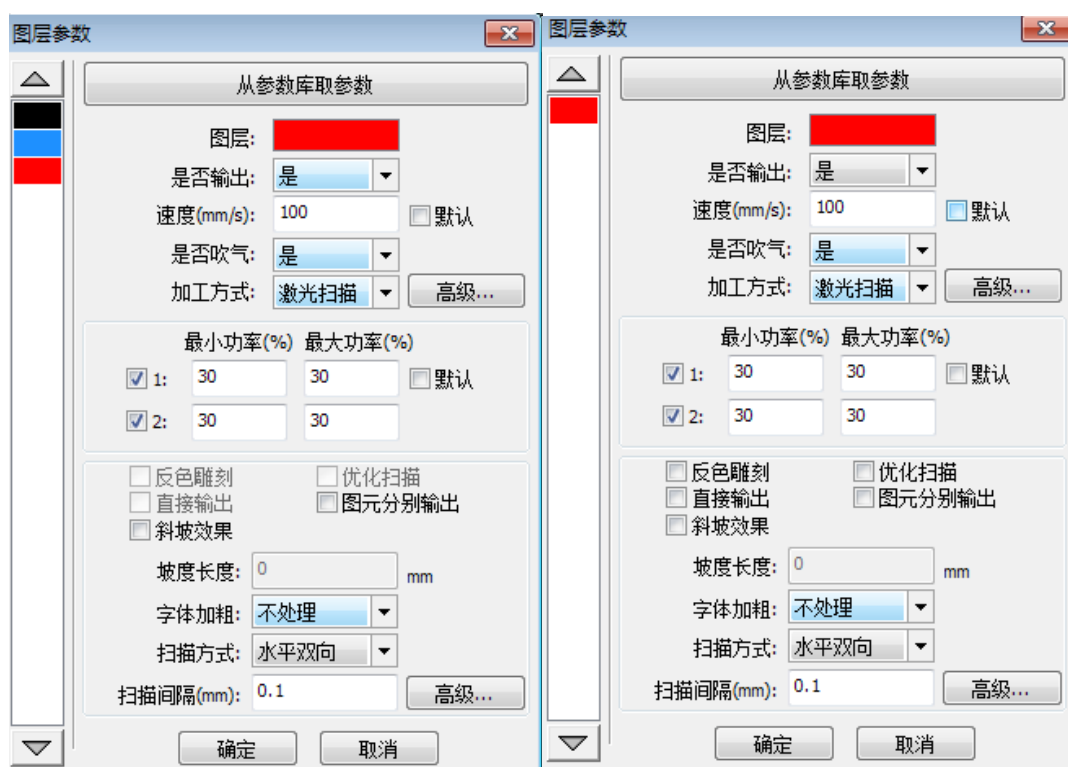 图层参数
从参数库取参数
图层:
是否输出: 是
速度(mm/s): 100 默认
是否吹气: 是
加工方式: 激光扫描 高级...
最小功率(%) 最大功率(%)
1: 30 30 默认
2: 30 30
反色雕刻 优化扫描
直接输出 图元分别输出
斜坡效果
坡度长度: 0 mm
字体加粗: 不处理
扫描方式: 水平双向
扫描间隔(mm): 0.1 高级...
确定 取消
图层参数
从参数库取参数
图层:
是否输出: 是
速度(mm/s): 100 默认
是否吹气: 是
加工方式: 激光扫描 高级...
最小功率(%) 最大功率(%)
1: 30 30 默认
2: 30 30
反色雕刻 优化扫描
直接输出 图元分别输出
斜坡效果
坡度长度: 0 mm
字体加粗: 不处理
扫描方式: 水平双向
扫描间隔(mm): 0.1 高级...
确定 取消